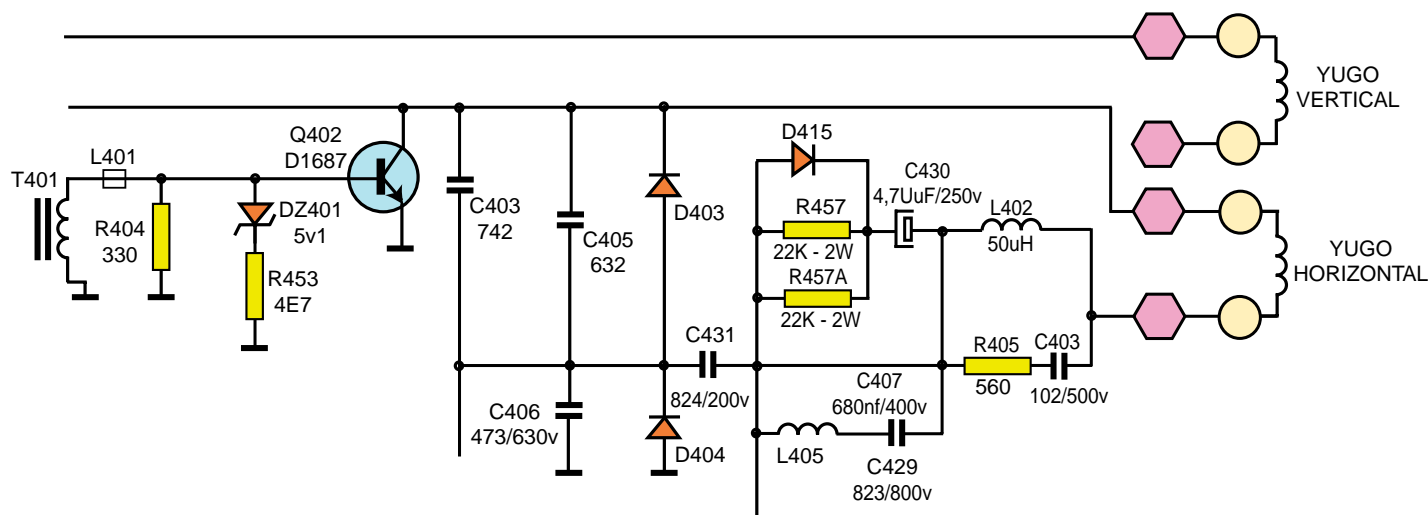 YUGO
VERTICAL
Q402
D1687
D415
L401
C430
4,7UuF/250v
T401
DZ401
5v1
C403
742
D403
R457
L402
R404
330
C405
632
22K - 2W
50uH
YUGO
HORIZONTAL
R453
4E7
R457A
22K - 2W
C431
R405
C403
824/200v
C407
560
102/500v
C406
473/630v
680nf/400v
D404
L405
C429
823/800v